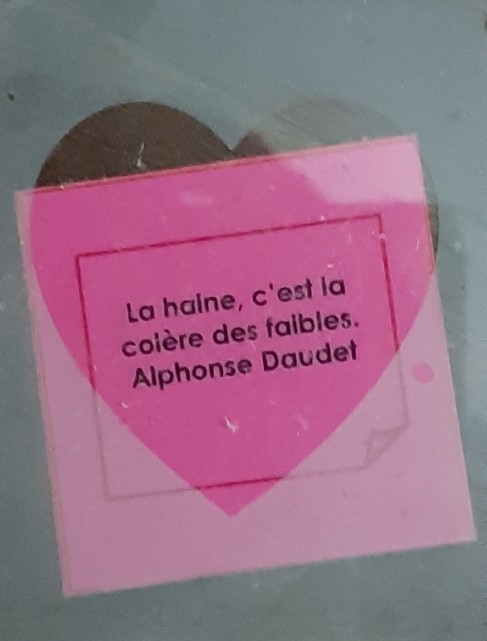 La haine, c'est la
colère des faibles.
Alphonse Daudet